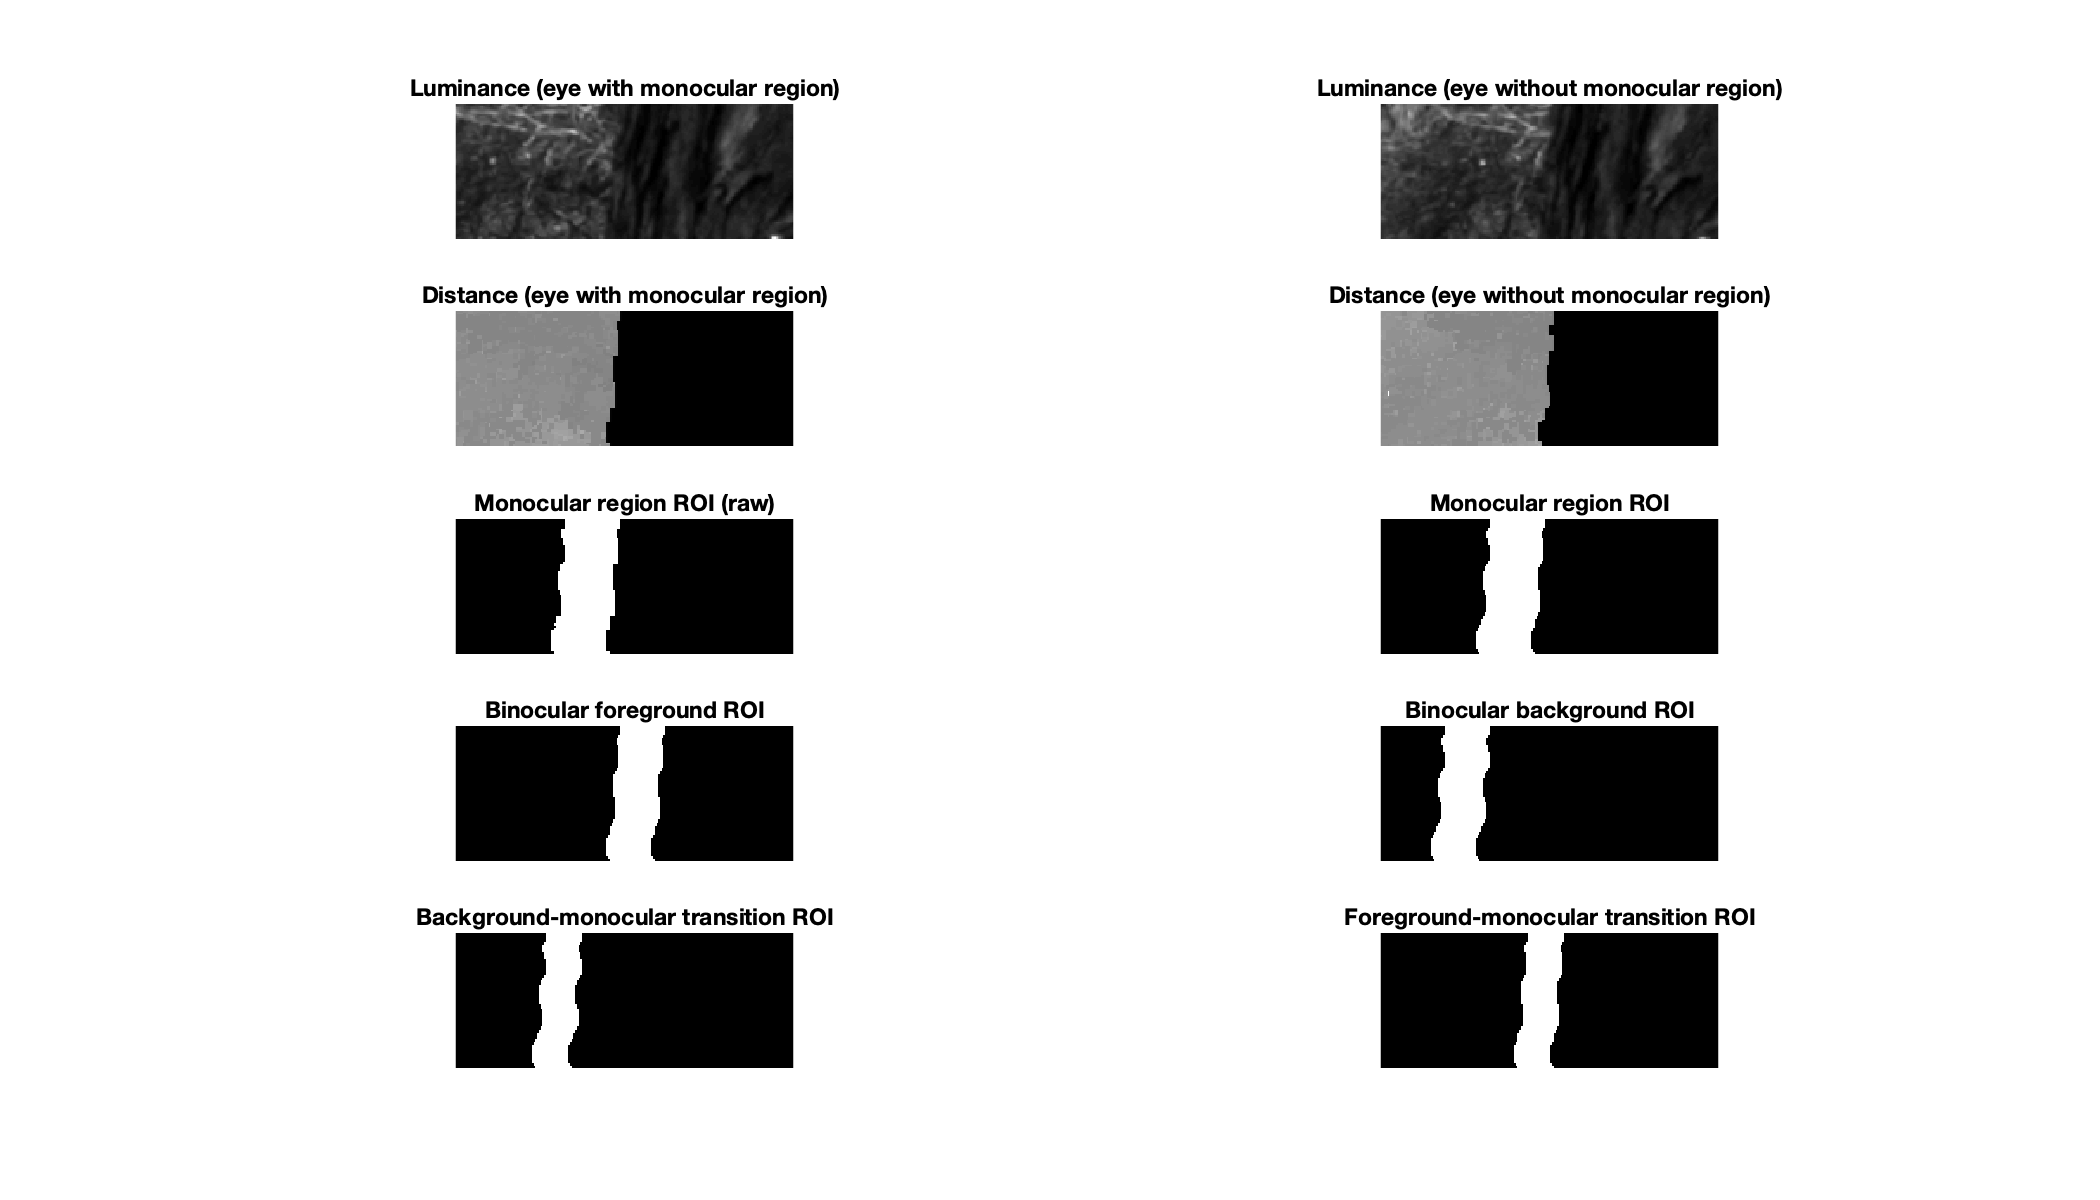 Luminance (eye with monocular region)
Luminance (eye without monocular region)
Distance (eye with monocular region)
Distance (eye without monocular region)
Monocular region ROI (raw)
Monocular region ROI
Binocular foreground ROI
Binocular background ROI
Background-monocular transition ROI
Foreground-monocular transition ROI